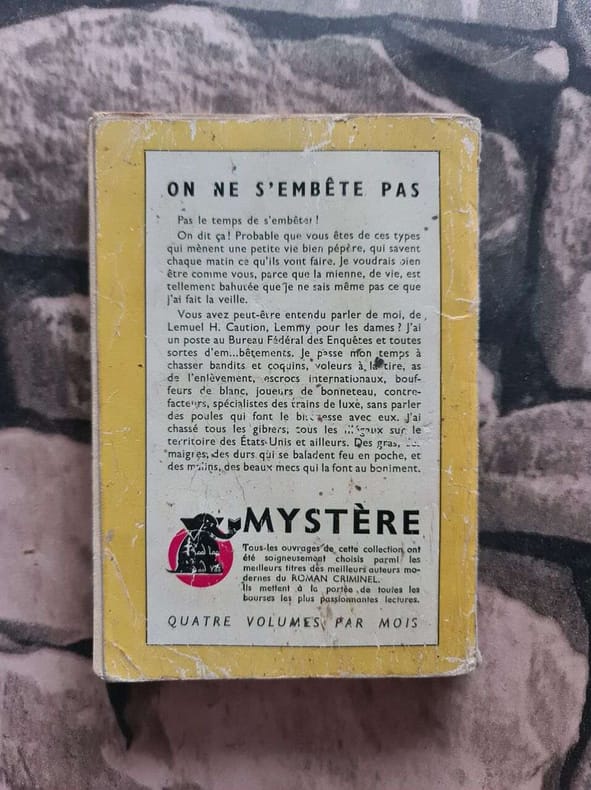 ON NE S'EMBÊTE PAS
Pas le temps de s'embêter !
On dit ça! Probable que vous êtes de ces types
qui mènent une petite vie bien pépère, qui savent
chaque matin ce qu'ils vont faire. Je voudrais bien
être comme vous, parce que la mienne, de vie, est
tellement bahutée que je ne sais même pas ce que
j'ai fait la veille.
Vous avez peut-être entendu parler de moi, de
Lemuel H. Caution, Lemmy pour les dames? J'ai
un poste au Bureau Fédéral des Enquêtes et toutes
sortes d'em...bêtements. Je passe mon temps à
chasser bandits et coquins, voleurs à la tire, as
de l'enlèvement, escrocs internationaux, bouf-
feurs de blanc, joueurs de bonneteau, contre-
facteurs, spécialistes des trains de luxe, sans parler
des poules qui font le business avec eux. J'ai
chassé tous les gibiers, tous les illégaux sur le
territoire des États-Unis et ailleurs. Des gras, des
maigres, des durs qui se baladent feu en poche, et
des malins, des beaux mecs qui la font au boniment.
MYSTÈRE
Tous les ouvrages de cette collection ont
été soigneusement choisis parmi les
meilleurs titres des meilleurs auteurs mo-
dernes du ROMAN CRIMINEL.
Ils mettent à la portée de toutes les
bourses les plus passionnantes lectures.
QUATRE VOLUMES PAR MOIS